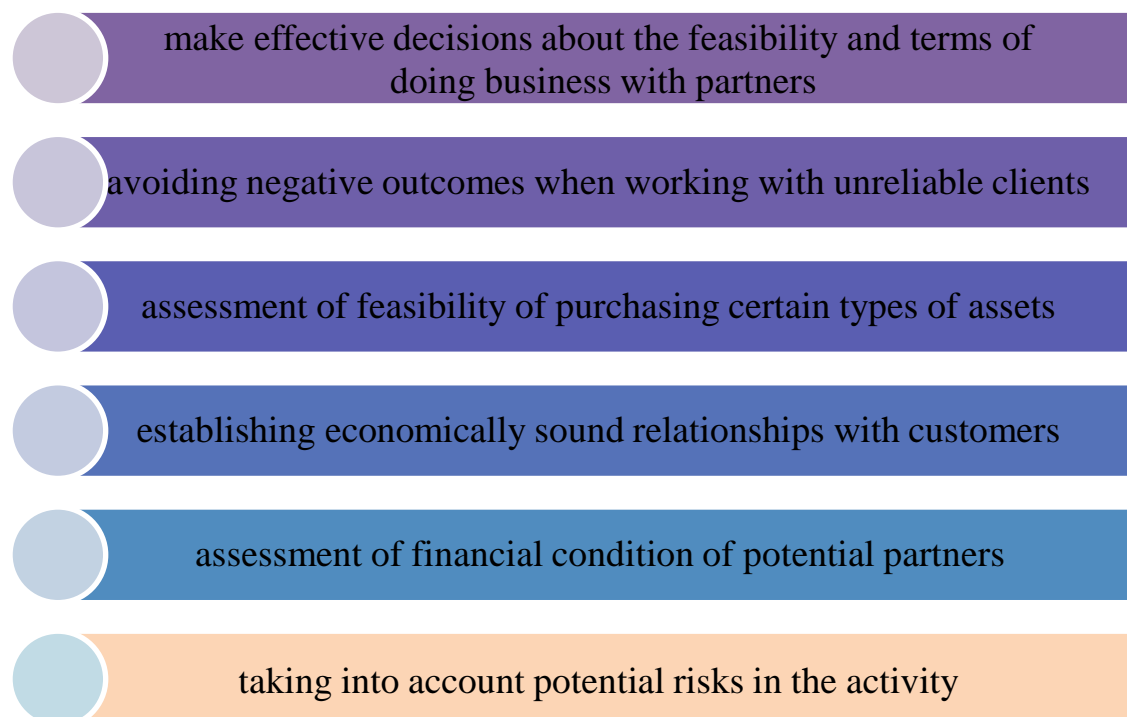 make effective decisions about the feasibility and terms of
doing business with partners
avoiding negative outcomes when working with unreliable clients
assessment of feasibility of purchasing certain types of assets
establishing economically sound relationships with customers
assessment of financial condition of potential partners
taking into account potential risks in the activity